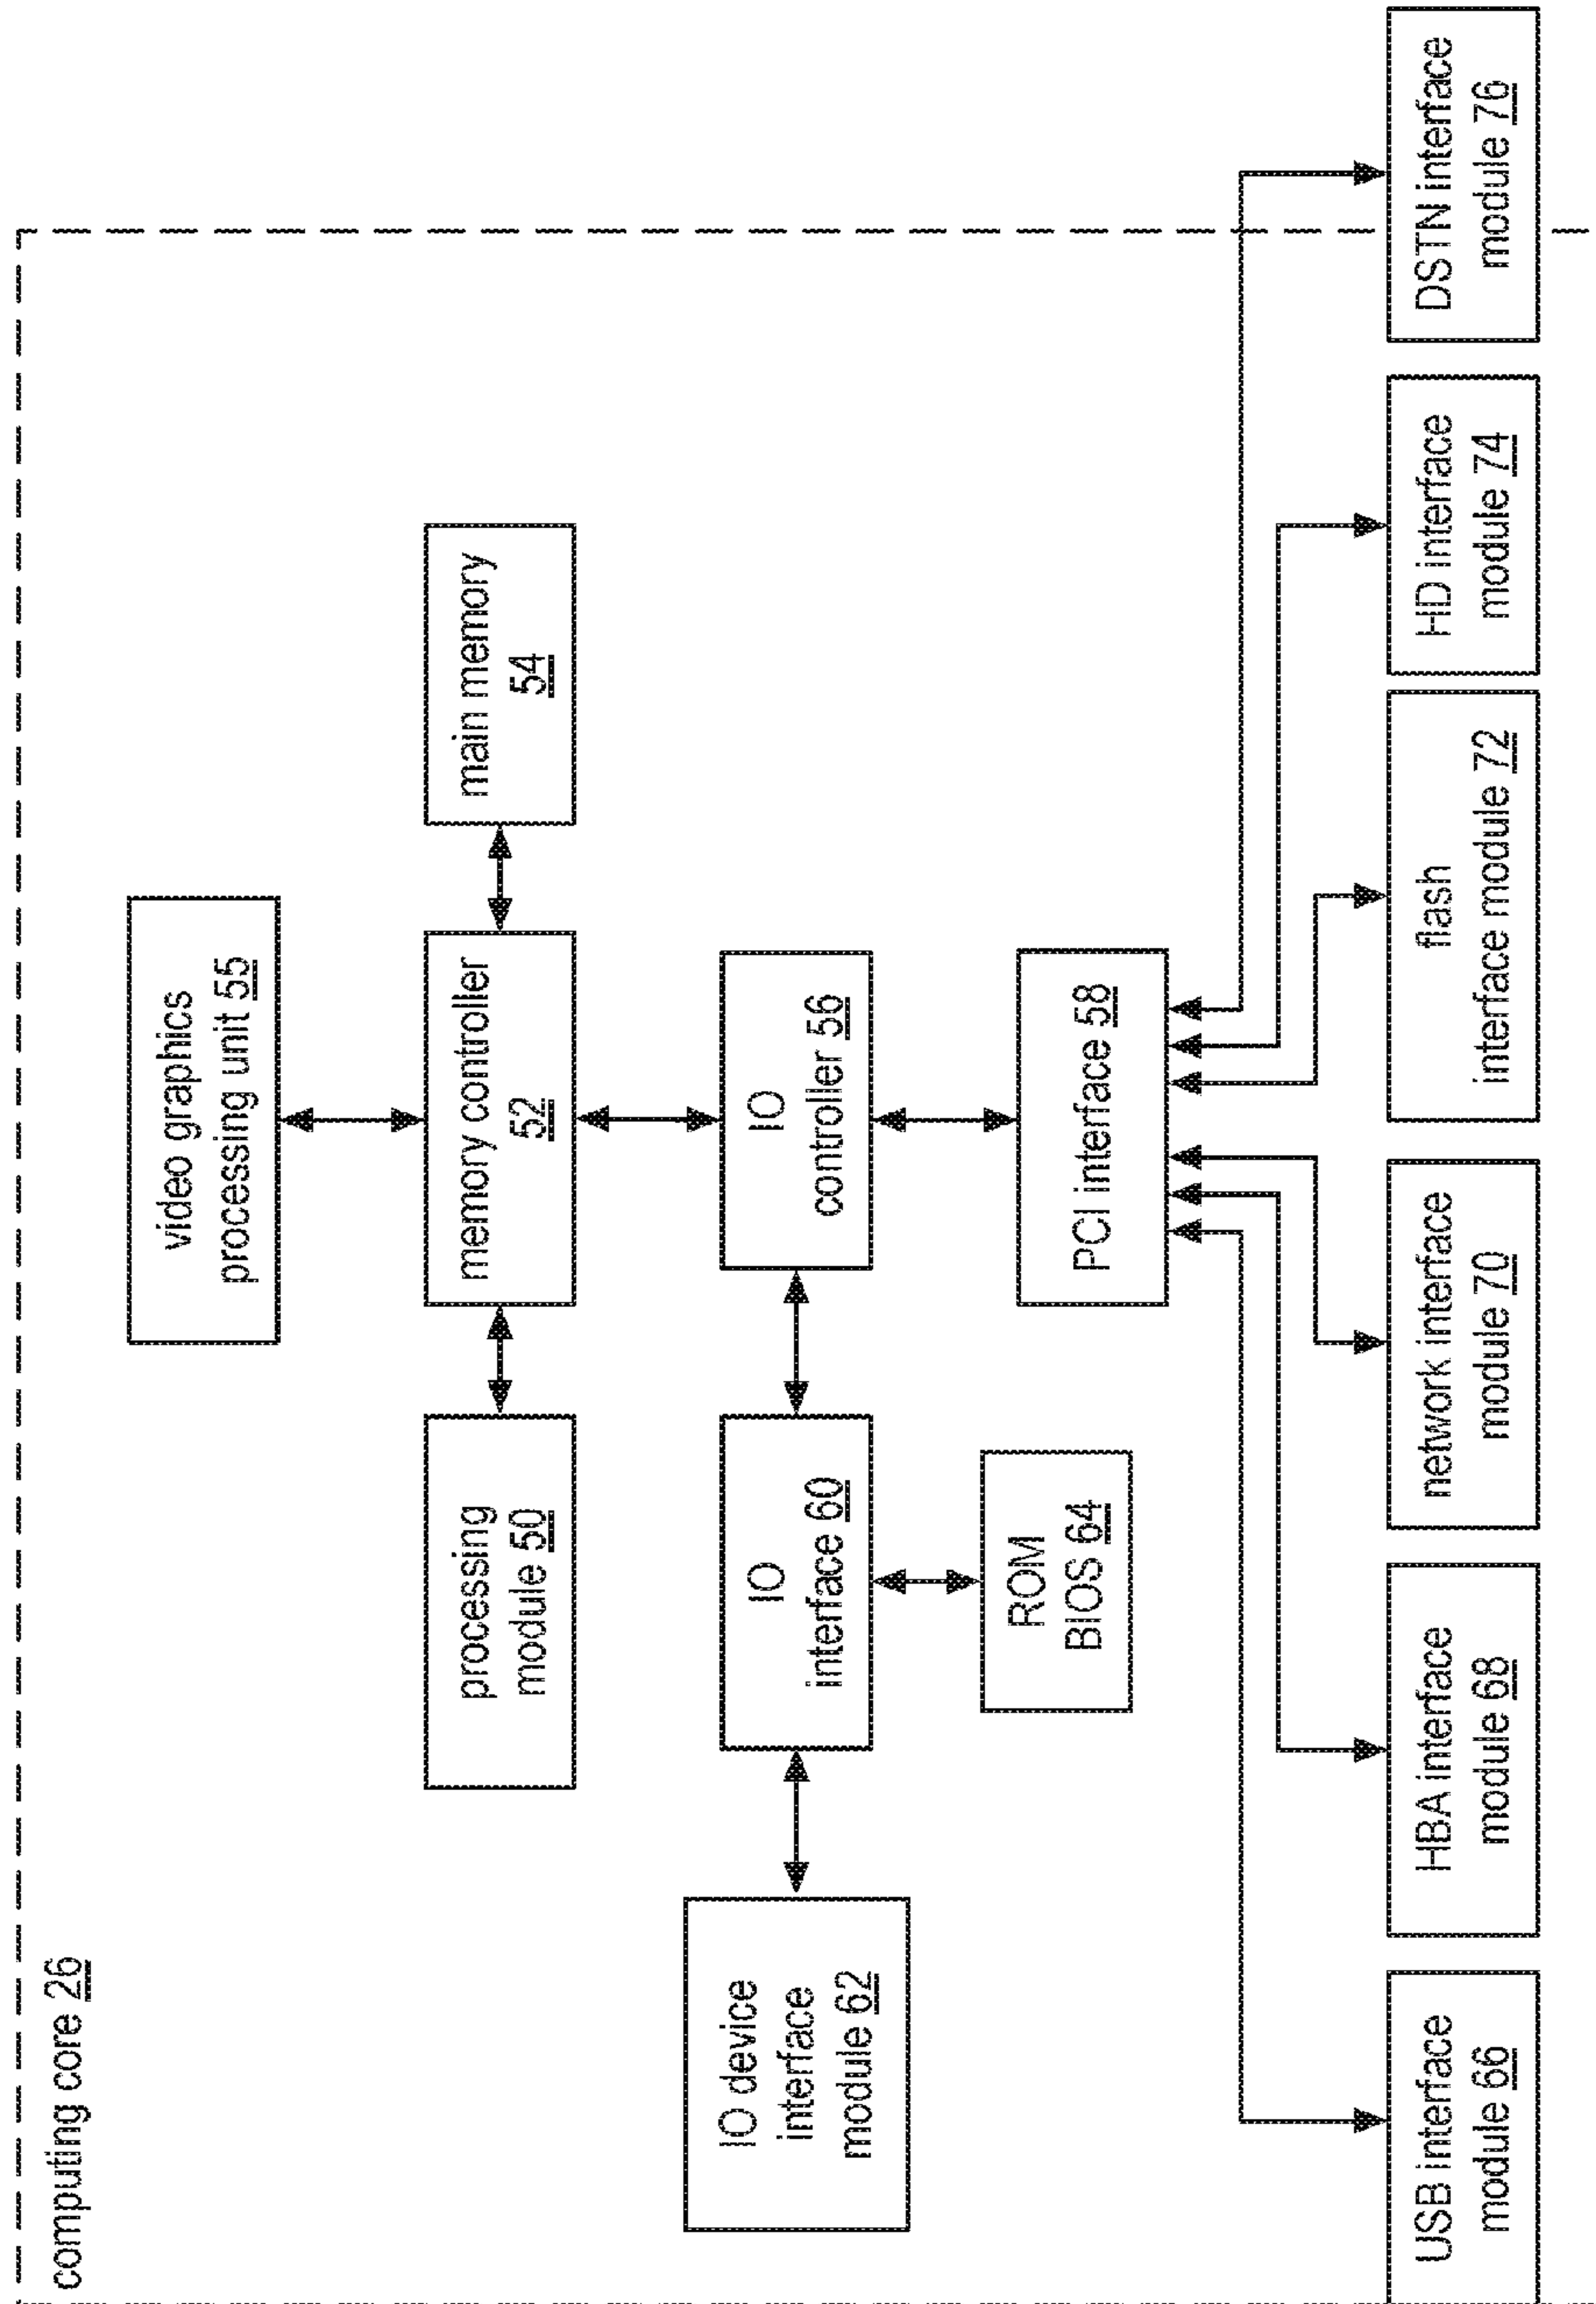 computing core 26
video graphics
processing unit 55
processing
module 50
memory controller
52
main memory
54
IO device
interface
module 62
IO
interface 60
IO
controller 56
ROM
BIOS 64
PCI interface 58
USB interface
module 66
HBA interface
module 68
network interface
module 70
flash
interface module 72
HD interface
module 74
DSTN interface
module 76